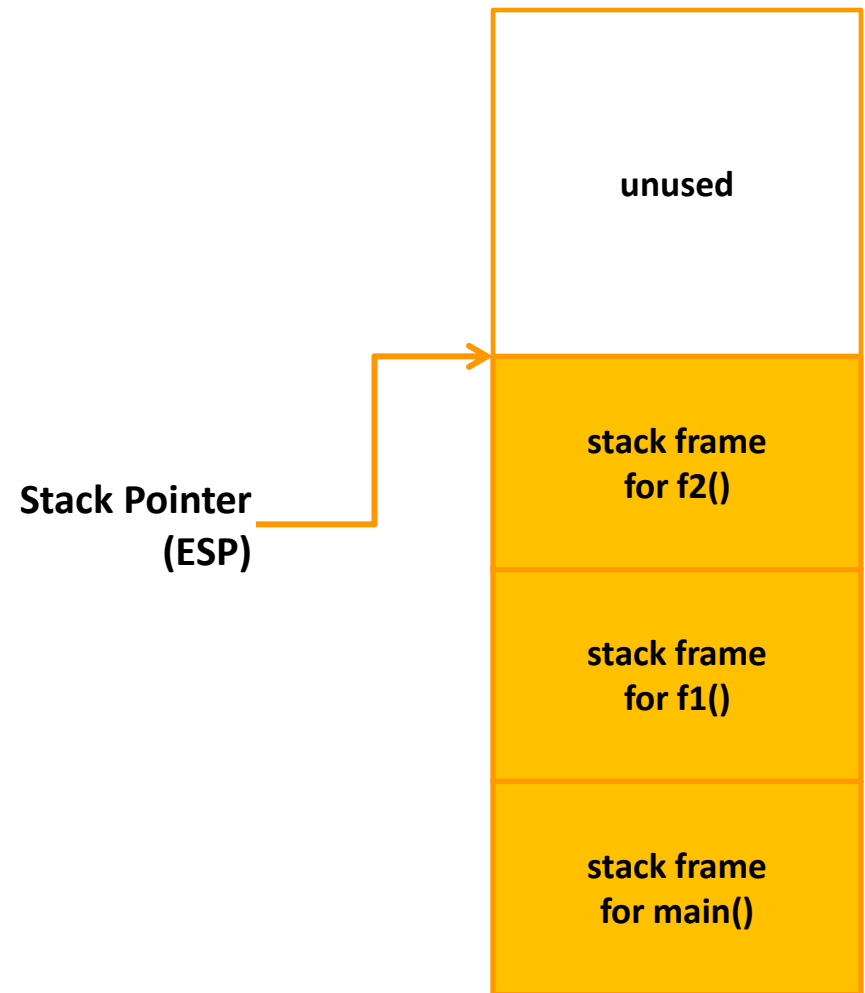 unused
stack frame
for f2()
Stack Pointer
(ESP)
stack frame
for f1()
stack frame
for main()